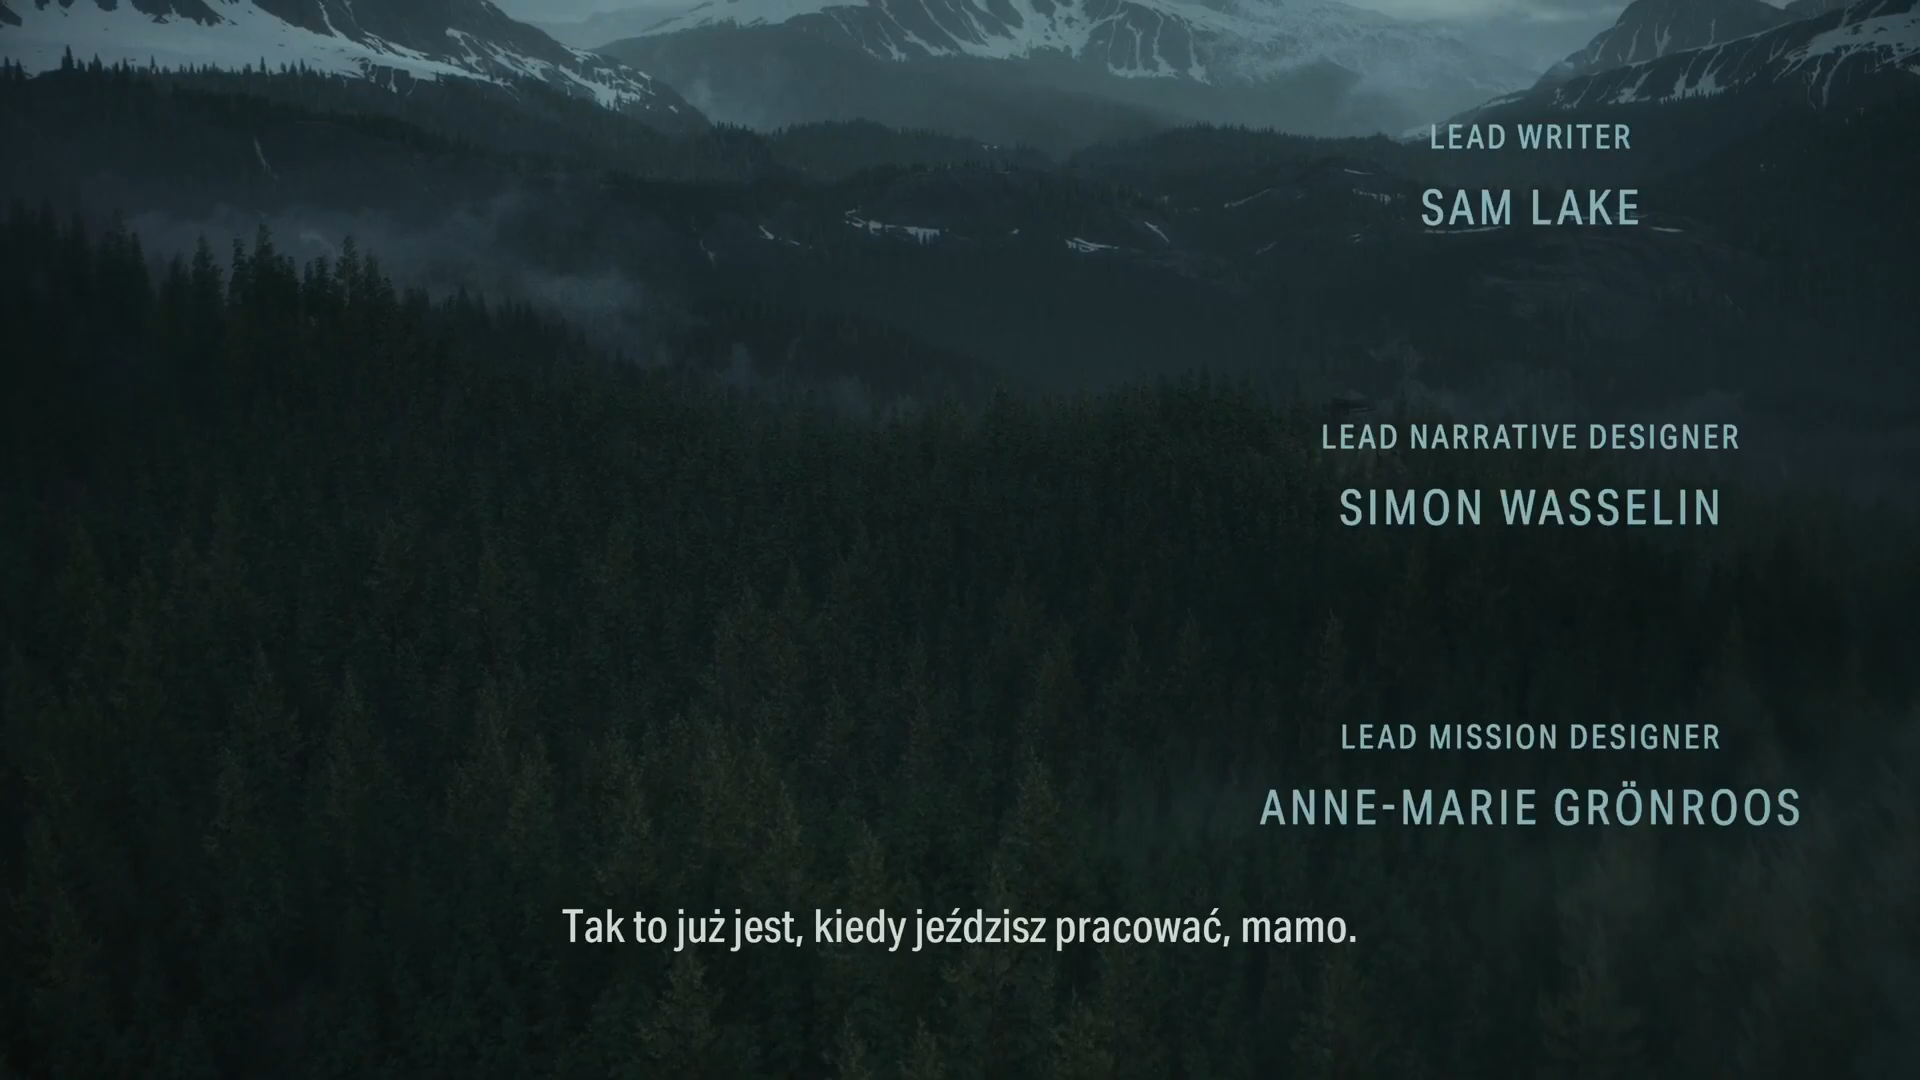 LEAD WRITER
SAM LAKE
LEAD NARRATIVE DESIGNER
SIMON WASSELIN
LEAD MISSION DESIGNER
ANNE-MARIE GRÖNROOS
Tak to już jest, kiedy jeździsz pracować, mamo.